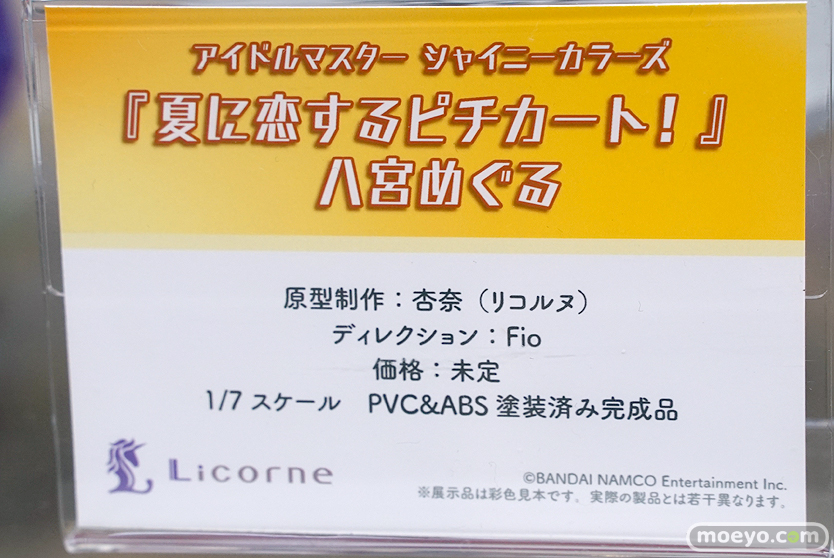 アイドルマスター シャイニーカラーズ
『夏に恋するピチカート！』
八宮めぐる
原型制作：杏奈（リコルヌ）
ディレクション：Fio
価格：未定
1/7 スケール　PVC&ABS 塗装済み完成品
Licorne
©BANDAI NAMCO Entertainment Inc.
※展示品は彩色見本です。実際の製品とは若干異なります。
moeyo.com